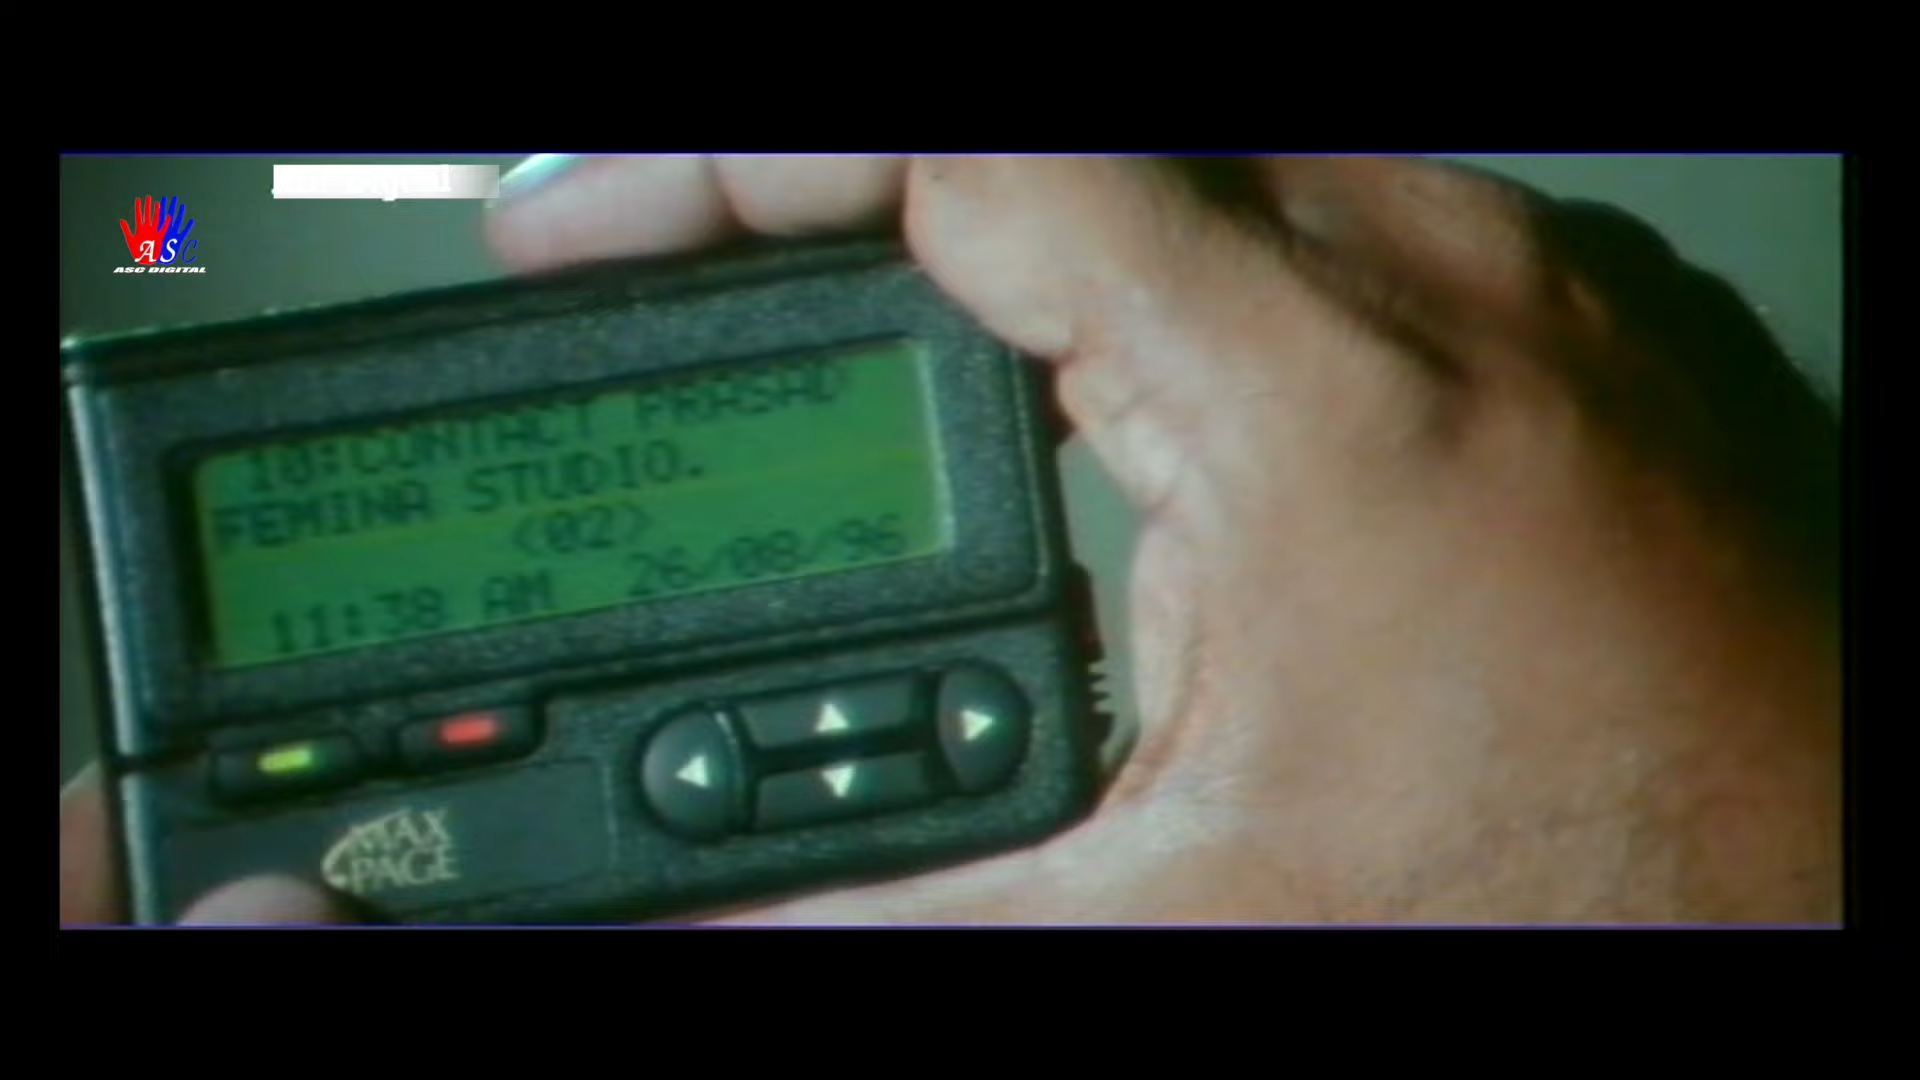 ASC
ASC DIGITAL
10:CONTACT PRASAD
FEMINA STUDIO.
<02>
11:38 AM 26/08/96
MAX
PAGE